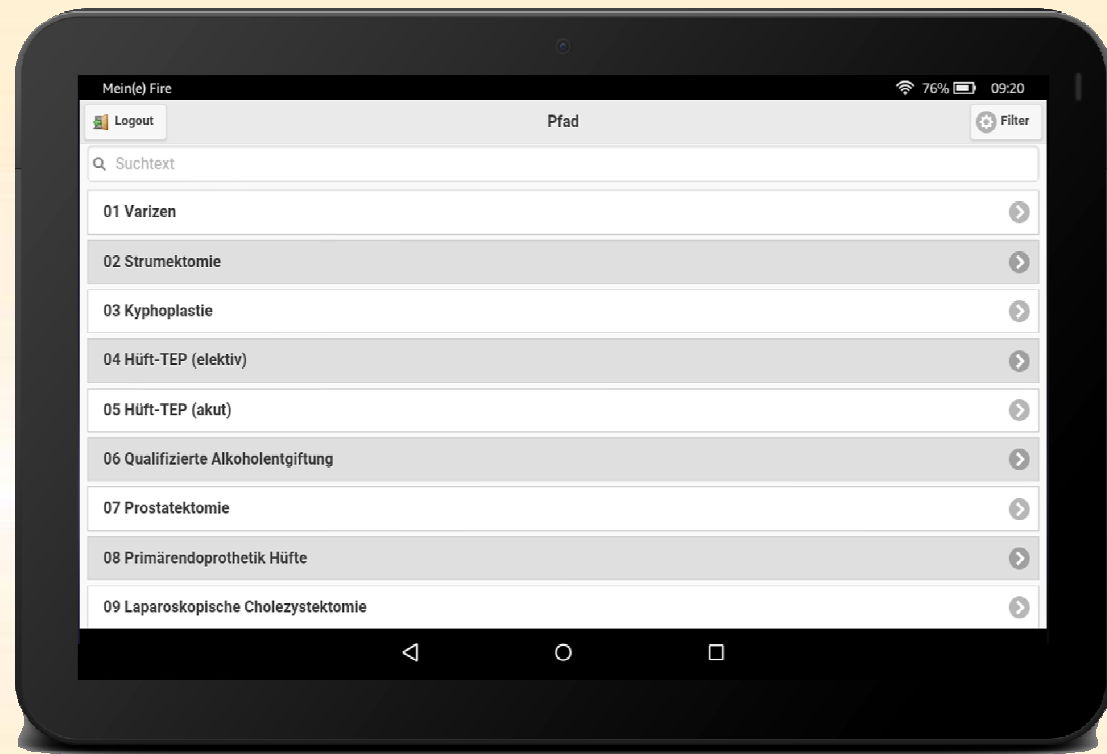 Mein(e) Fire 76% 09:20
Logout Pfad Filter
Suchtext
01 Varizen
02 Strumektomie
03 Kyphoplastie
04 Hüft-TEP (elektiv)
05 Hüft-TEP (akut)
06 Qualifizierte Alkoholentgiftung
07 Prostatektomie
08 Primärendoprothetik Hüfte
09 Laparoskopische Cholezystektomie